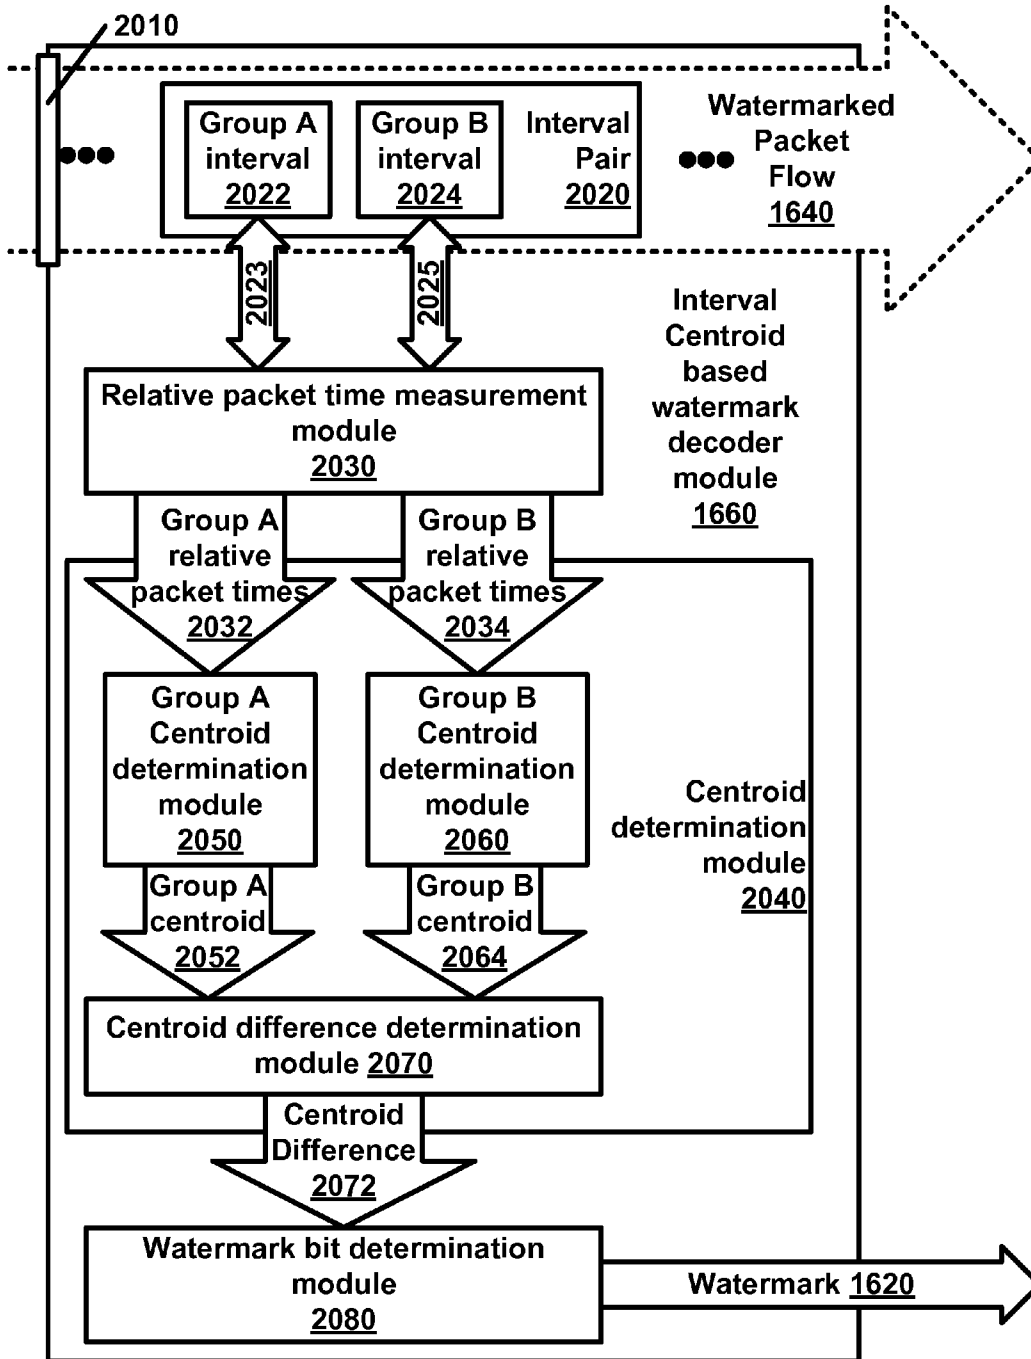 2010
Group A
interval
2022
Group B
interval
2024
Interval
Pair
2020
Watermarked
Packet
Flow
1640
2023
2025
Interval
Centroid
based
watermark
decoder
module
1660
Relative packet time measurement
module
2030
Group A
relative
packet times
2032
Group B
relative
packet times
2034
Group A
Centroid
determination
module
2050
Group B
Centroid
determination
module
2060
Centroid
determination
module
2040
Group A
centroid
2052
Group B
centroid
2064
Centroid difference determination
module 2070
Centroid
Difference
2072
Watermark bit determination
module
2080
Watermark 1620